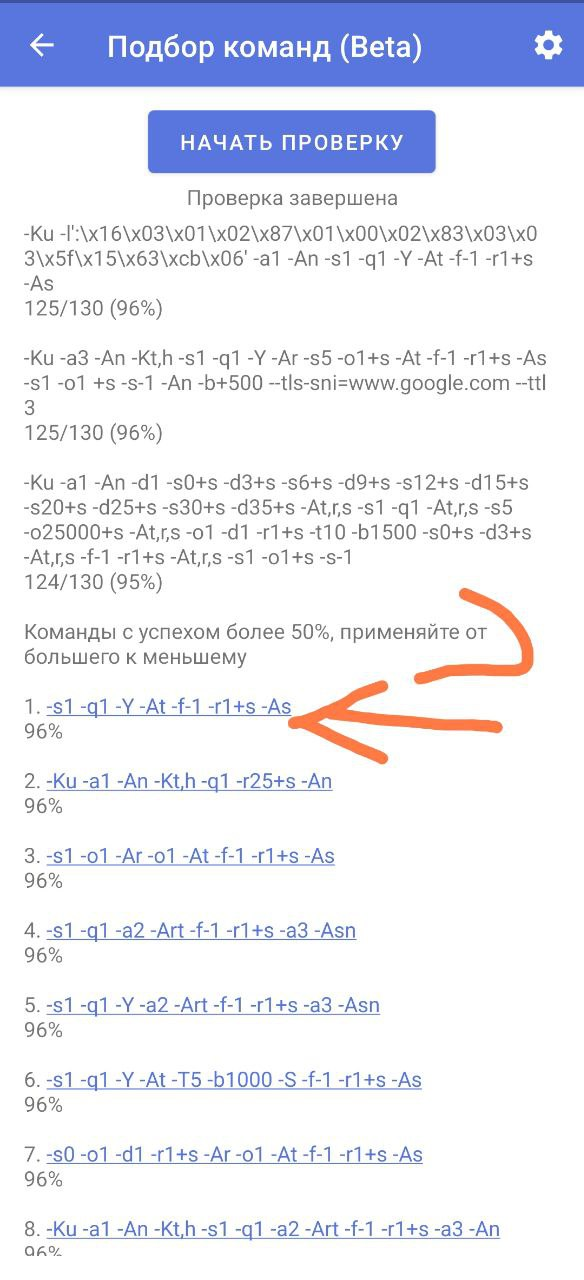 Подбор команд (Beta)
НАЧАТЬ ПРОВЕРКУ
Проверка завершена
-Ku -l':\x16\x03\x01\x02\x87\x01\x00\x02\x83\x03\x0
3\x5f\x15\x63\xcb\x06' -a1 -An -s1 -q1 -Y -At -f-1 -r1+s
-As
125/130 (96%)
-Ku -a3 -An -Kt,h -s1 -q1 -Y -Ar -s5 -o1+s -At -f-1 -r1+s -As
-s1 -o1 +s -s-1 -An -b+500 --tls-sni=www.google.com --ttl
3
125/130 (96%)
-Ku -a1 -An -d1 -s0+s -d3+s -s6+s -d9+s -s12+s -d15+s
-s20+s -d25+s -s30+s -d35+s -At,r,s -s1 -q1 -At,r,s -s5
-o25000+s -At,r,s -o1 -d1 -r1+s -t10 -b1500 -s0+s -d3+s
-At,r,s -f-1 -r1+s -At,r,s -s1 -o1+s -s-1
124/130 (95%)
Команды с успехом более 50%, применяйте от
большего к меньшему
1. -s1 -q1 -Y -At -f-1 -r1+s -As
96%
2. -Ku -a1 -An -Kt,h -q1 -r25+s -An
96%
3. -s1 -o1 -Ar -o1 -At -f-1 -r1+s -As
96%
4. -s1 -q1 -a2 -Art -f-1 -r1+s -a3 -Asn
96%
5. -s1 -q1 -Y -a2 -Art -f-1 -r1+s -a3 -Asn
96%
6. -s1 -q1 -Y -At -T5 -b1000 -S -f-1 -r1+s -As
96%
7. -s0 -o1 -d1 -r1+s -Ar -o1 -At -f-1 -r1+s -As
96%
8. -Ku -a1 -An -Kt,h -s1 -q1 -a2 -Art -f-1 -r1+s -a3 -An
96%